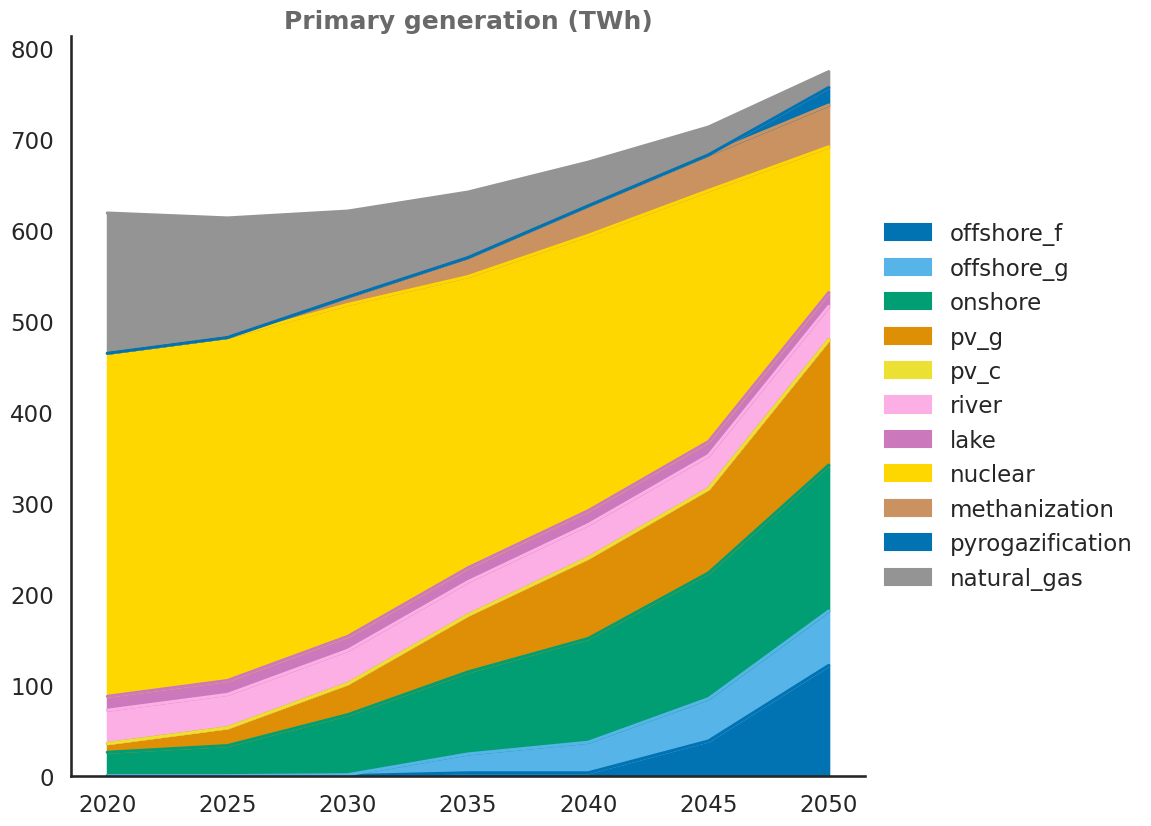 Primary generation (TWh)
800
700
600
500
400
300
200
100
0
2020 2025 2030 2035 2040 2045 2050
offshore_f
offshore_g
onshore
pv_g
pv_c
river
lake
nuclear
methanization
pyrogazification
natural_gas